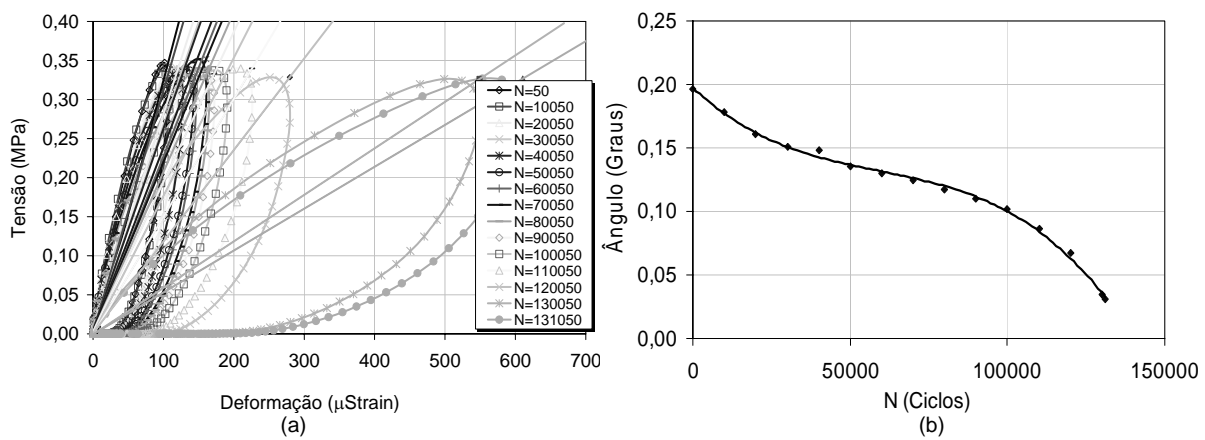 (a)
Tensão (MPa)
0,40
0,35
0,30
0,25
0,20
0,15
0,10
0,05
0,00
0 100 200 300 400 500 600 700
Deformação (μStrain)
(a)
N=50
N=10050
N=20050
N=30050
N=40050
N=50050
N=60050
N=70050
N=80050
N=90050
N=100050
N=110050
N=120050
N=130050
N=131050
Ângulo (Graus)
0,25
0,20
0,15
0,10
0,05
0,00
0 50000 100000 150000
N (Ciclos)
(b)